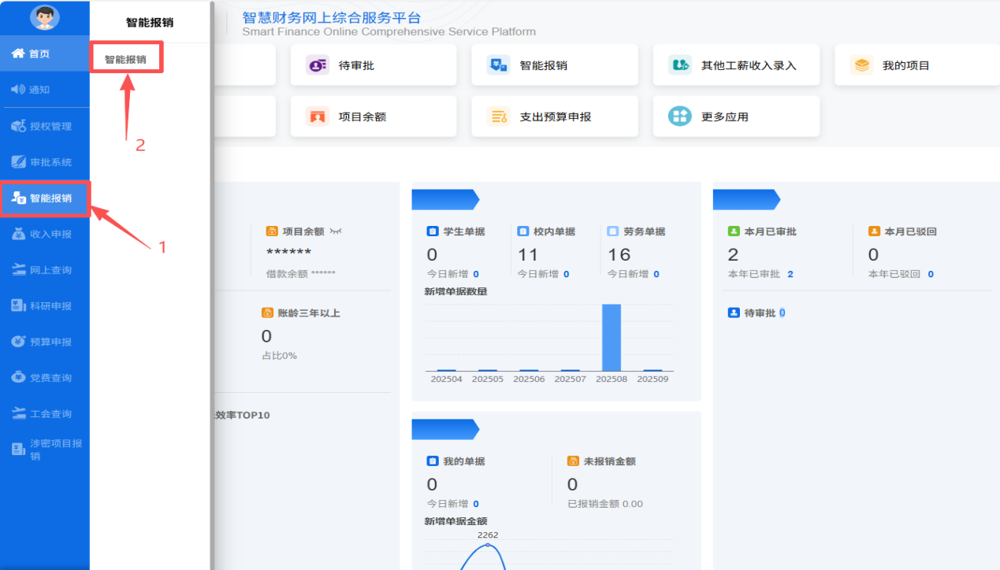 首页
通知
授权管理
审批系统
智能报销
收入申报
网上查询
科研申报
预算申报
党费查询
工会查询
涉密项目报
销
智能报销
智能报销
2
1
智慧财务网上综合服务平台
Smart Finance Online Comprehensive Service Platform
待审批
智能报销
其他工薪收入录入
我的项目
项目余额
支出预算申报
更多应用
项目余额
******
借款余额 ******
账龄三年以上
0
占比0%
效率TOP10
学生单据
0
今日新增 0
校内单据
11
今日新增 0
劳务单据
16
今日新增 0
新增单据数量
202504 202505 202506 202507 202508 202509
我的单据
0
今日新增 0
未报销金额
0
已报销金额 0.00
新增单据金额
2262
本月已审批
2
本年已审批 2
本月已驳回
0
本年已驳回 0
待审批 0